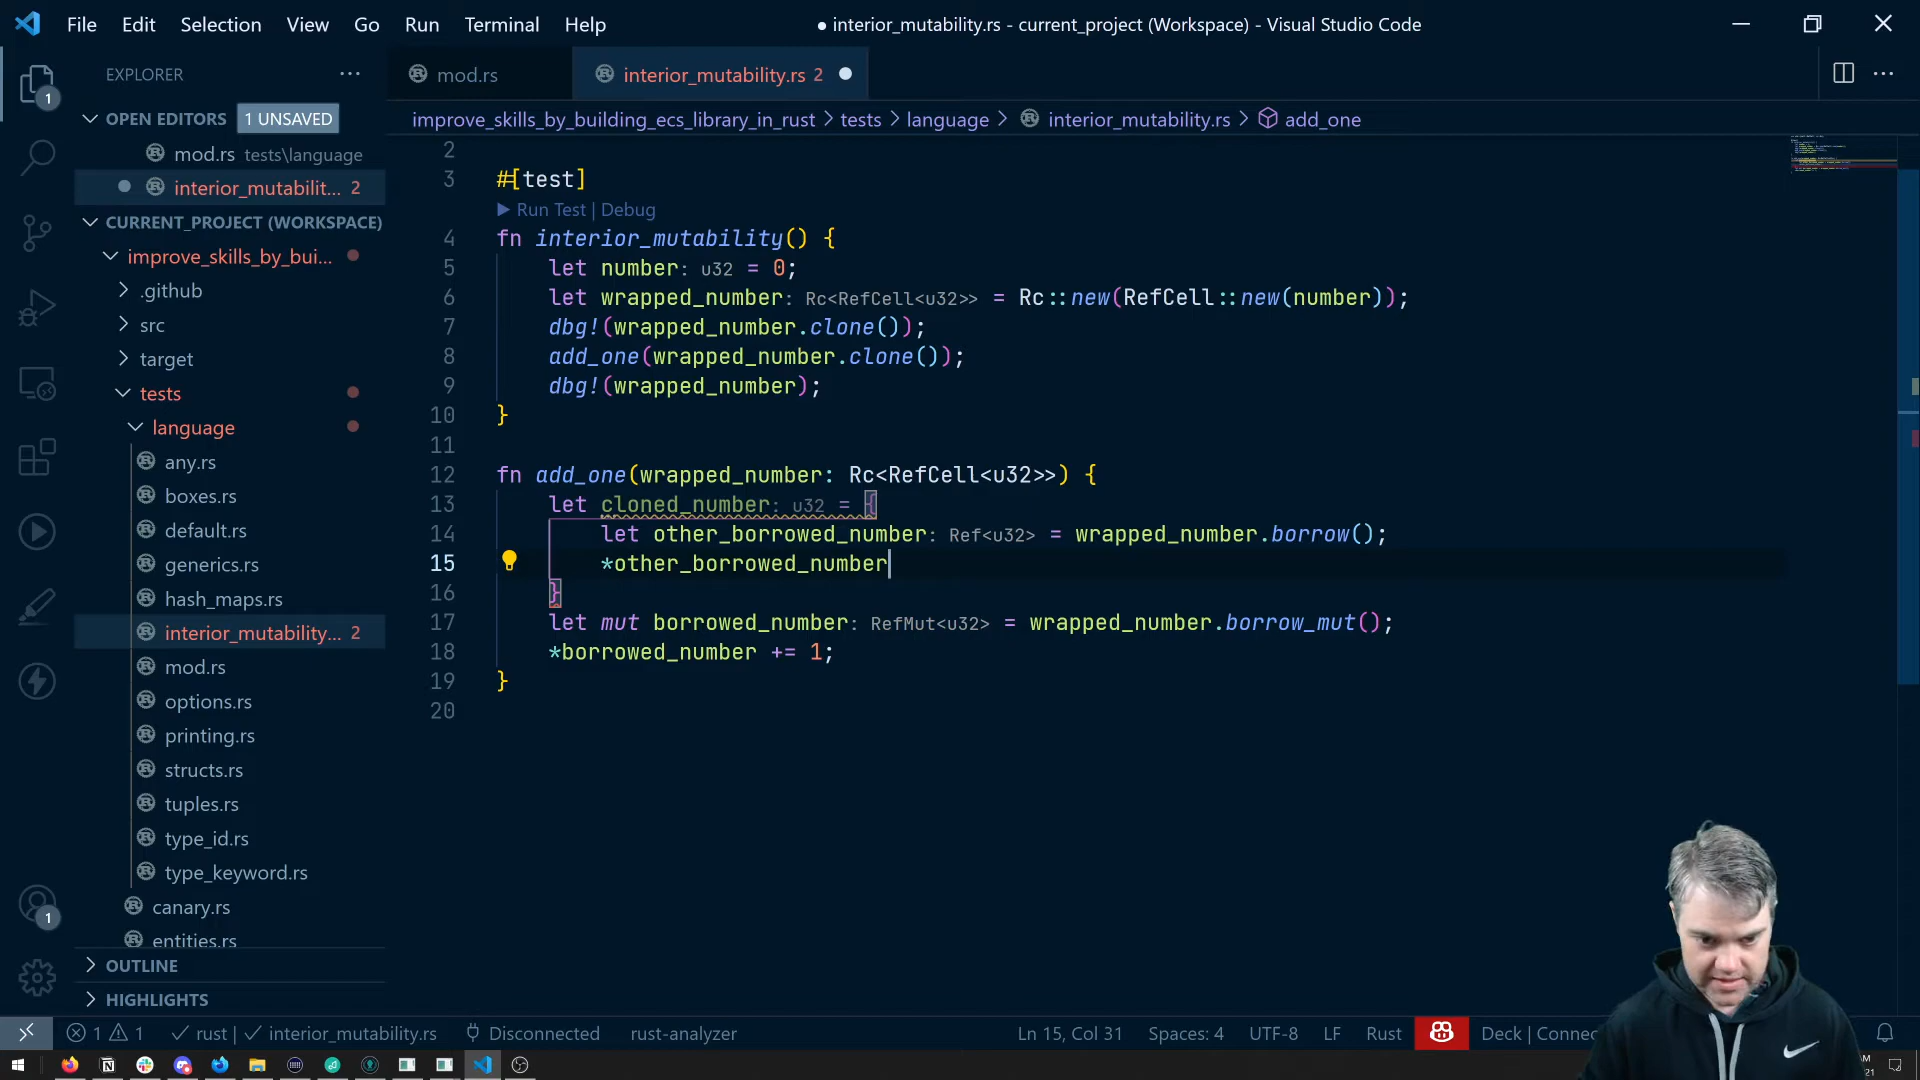 File Edit Selection View Go Run Terminal Help
● interior_mutability.rs - current_project (Workspace) - Visual Studio Code
EXPLORER
OPEN EDITORS 1 UNSAVED
mod.rs tests\language
interior_mutabilit... 2
CURRENT_PROJECT (WORKSPACE)
improve_skills_by_bui...
.github
src
target
tests
language
any.rs
boxes.rs
default.rs
generics.rs
hash_maps.rs
interior_mutability... 2
mod.rs
options.rs
printing.rs
structs.rs
tuples.rs
type_id.rs
type_keyword.rs
canary.rs
entities.rs
OUTLINE
HIGHLIGHTS
1
1
mod.rs
interior_mutability.rs 2
improve_skills_by_building_ecs_library_in_rust > tests > language > interior_mutability.rs > add_one
2
3 #[test]
Run Test | Debug
4 fn interior_mutability() {
5 let number: u32 = 0;
6 let wrapped_number: Rc<RefCell<u32>> = Rc::new(RefCell::new(number));
7 dbg!(wrapped_number.clone());
8 add_one(wrapped_number.clone());
9 dbg!(wrapped_number);
10 }
11
12 fn add_one(wrapped_number: Rc<RefCell<u32>>) {
13 let cloned_number: u32 = {
14 let other_borrowed_number: Ref<u32> = wrapped_number.borrow();
15 *other_borrowed_number
16 }
17 let mut borrowed_number: RefMut<u32> = wrapped_number.borrow_mut();
18 *borrowed_number += 1;
19 }
20
1 1 rust | interior_mutability.rs Disconnected rust-analyzer Ln 15, Col 31 Spaces: 4 UTF-8 LF Rust Deck | Connec